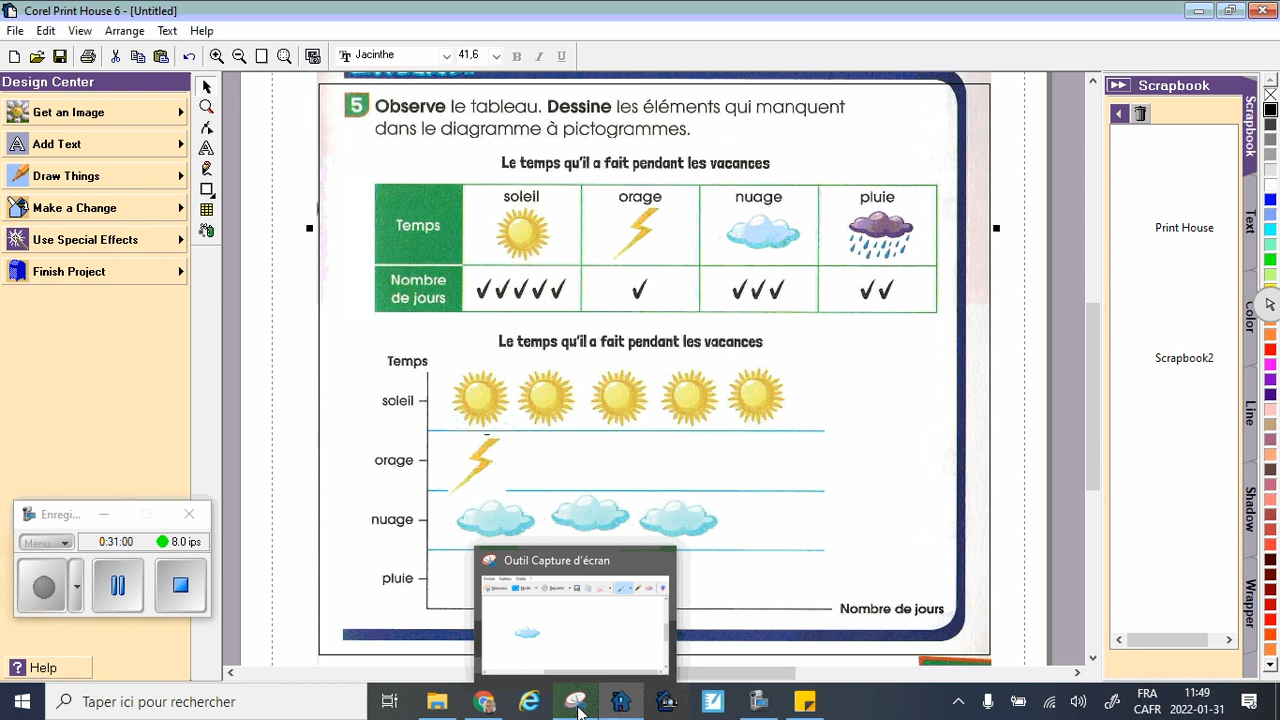 Corel Print House 6 - [Untitled]
File Edit View Arrange Text Help
Jacinthe 41,6 B I U
Design Center
Get an Image
Add Text
Draw Things
Make a Change
Use Special Effects
Finish Project
5 Observe le tableau. Dessine les éléments qui manquent
dans le diagramme à pictogrammes.
Le temps qu'il a fait pendant les vacances
Temps soleil orage nuage pluie
Nombre
de jours
Le temps qu'il a fait pendant les vacances
Temps
soleil
orage
nuage
pluie
Nombre de jours
Enregi...
Menu 0:31:00 8.0 ips
Outil Capture d'écran
Help
Scrapbook
Print House
Scrapbook2
Scrapbook
Text
Color
Line
Shadow
Wrapper
Taper ici pour rechercher
FRA
CAFR
11:49
2022-01-31